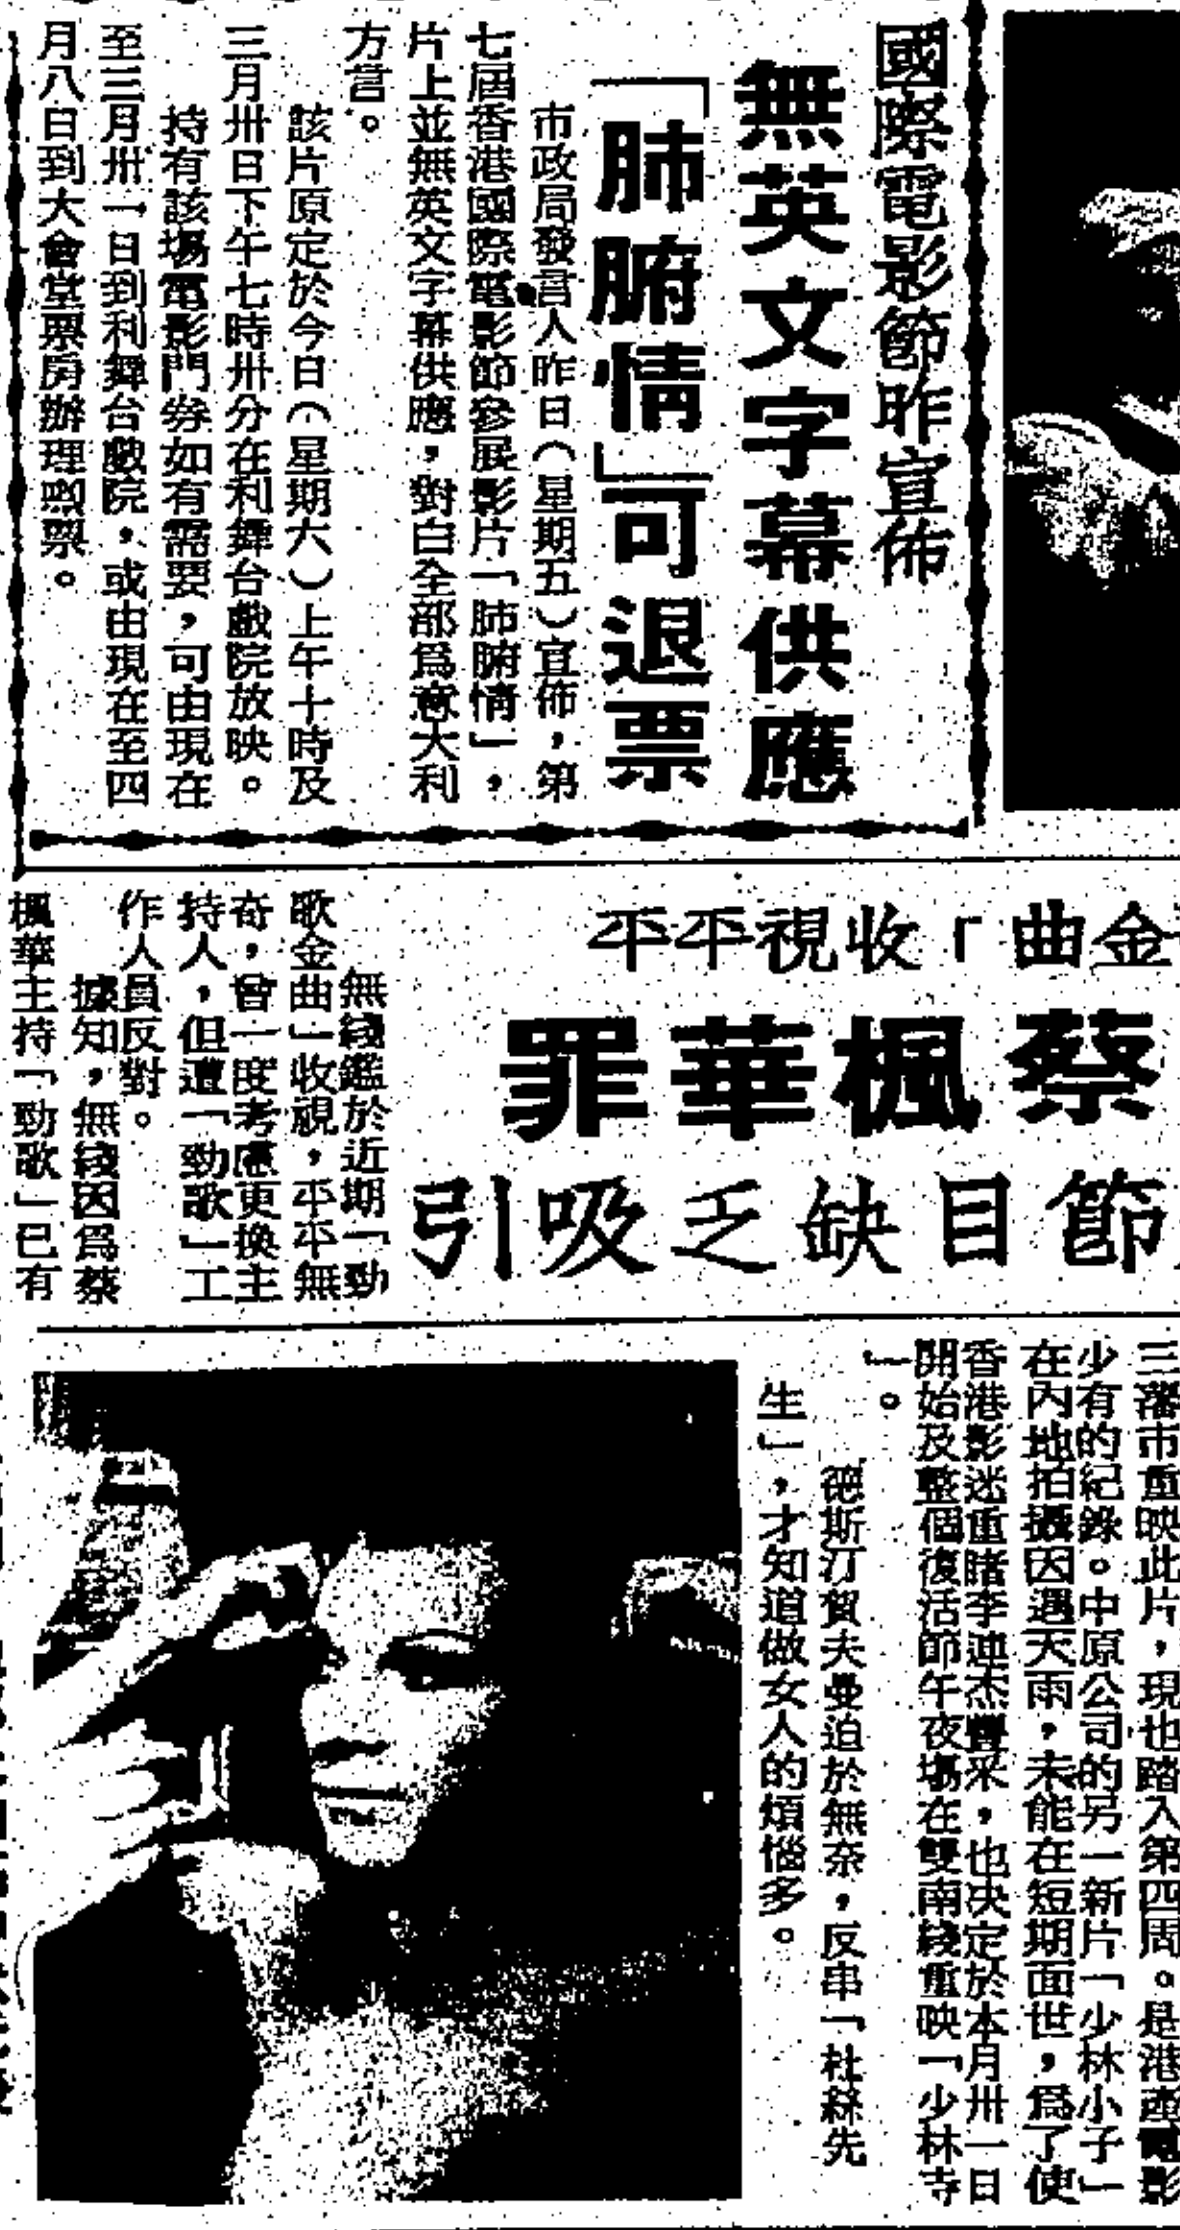 國際電影節昨宣佈
無英文字幕供應
「肺腑情」可退票
市政局發言人昨日（星期五）宣佈，第
七屆香港國際電影節參展影片「肺腑情」，
片上並無英文字幕供應，對白全部爲意大利
方言。
該片原定於今日（星期六）上午十時及
三月卅日下午七時卅分在利舞台戲院放映。
持有該場電影門券如有需要，可由現在
至三月卅一日到利舞台戲院，或由現在至四
月八日到大會堂票房辦理退票。
金曲「收視平平
蔡楓華罪
節目缺乏吸引
無綫鑑於近期「勁
歌金曲」收視，平平無
奇，曾一度考慮更換主
持人，但遭「勁歌」工
作人員反對。
據知，無綫因爲蔡
楓華主持「勁歌」已有
三藩市重映此片，現也踏入第四周。是港產電影
少有的紀錄。中原公司的另一新片「少林小子」
在內地拍攝因遇天雨，未能在短期面世，爲了使
香港影迷重睹李連杰豐采，也決定於本月卅一日
開始及整個復活節午夜場在雙南綫重映「少林寺
」。
德斯汀賀夫曼迫於無奈，反串「杜絲先
生」，才知道做女人的煩惱多。